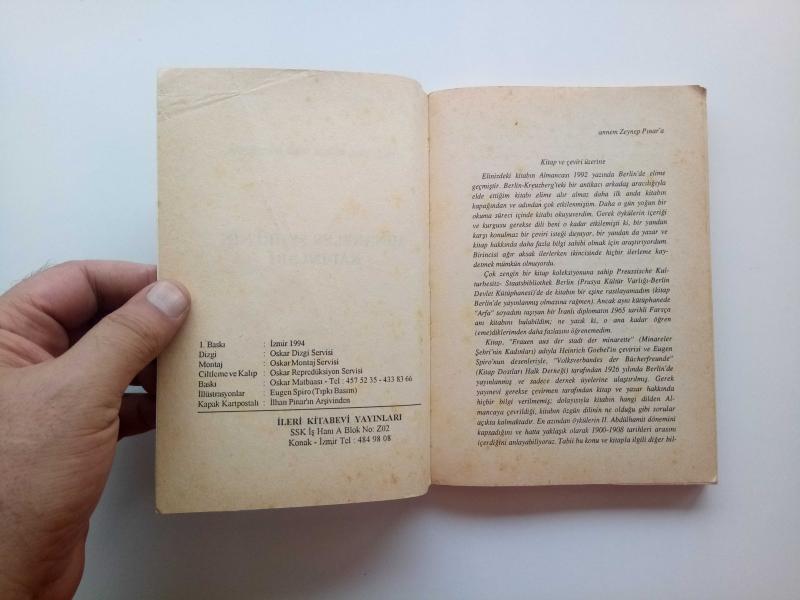 1. Baskı : İzmir 1994
Dizgi : Oskar Dizgi Servisi
Montaj : Oskar Montaj Servisi
Ciltleme ve Kalıp : Oskar Reprodüksiyon Servisi
Baskı : Oskar Matbaası - Tel : 457 52 35 - 433 83 66
İllüstrasyonlar : Eugen Spiro (Tıpkı Basım)
Kapak Kartpostalı : İlhan Pınar'ın Arşivinden
İLERİ KİTABEVİ YAYINLARI
SSK İş Hanı A Blok No: Z02
Konak - İzmir Tel : 484 98 08
annem Zeynep Pınar'a
Kitap ve çeviri üzerine
Elinizdeki kitabın Almancası 1992 yazında Berlin'de elime
geçmiştir. Berlin-Kreuzberg'teki bir antikacı arkadaş aracılığıyla
elde ettiğim kitabı elime alır almaz daha ilk anda kitabın
kapağından ve adından çok etkilenmiştim. Daha o gün yoğun bir
okuma süreci içinde kitabı okuyuverdim. Gerek öykülerin içeriği
ve kurgusu gerekse dili beni o kadar etkilemişti ki, bir yandan
karşı konulmaz bir çeviri isteği duyuyor, bir yandan da yazar ve
kitap hakkında daha fazla bilgi sahibi olmak için araştırıyordum.
Birincisi ağır aksak ilerlerken ikincisinde hiçbir ilerleme kay-
detmek mümkün olmuyordu.
Çok zengin bir kitap koleksiyonuna sahip Preussische Kul-
turbesitz- Staatsbibliothek Berlin (Prusya Kültür Varlığı-Berlin
Devlet Kütüphanesi)'de de kitabın bir eşine rastlayamadım (kitap
Berlin'de yayınlanmış olmasına rağmen). Ancak aynı kütüphanede
"Arfa" soyadını taşıyan bir İranlı diplomatın 1965 tarihli Farsça
anı kitabını bulabildim; ne yazık ki, o ana kadar öğren
(eme)diklerimden daha fazlasını öğrenemedim.
Kitap, "Frauen aus der stadt der minarette" (Minareler
Şehri'nin Kadınları) adıyla Heinrich Goebel'in çevirisi ve Eugen
Spiro'nun desenleriyle, "Volksverbandes der Bücherfreunde"
(Kitap Dostları Halk Derneği) tarafından 1926 yılında Berlin'de
yayınlanmış ve sadece dernek üyelerine ulaştırılmış. Gerek
yayınevi gerekse çevirmen tarafından kitap ve yazar hakkında
hiçbir bilgi verilmemiş; dolayısıyla kitabın hangi dilden Al-
mancaya çevrildiği, kitabın özgün dilinin ne olduğu gibi sorular
açıkta kalmaktadır. En azından öykülerin II. Abdülhamit dönemini
kapsadığını ve hatta yaklaşık olarak 1900-1908 tarihleri arasını
içerdiğini anlayabiliyoruz. Tabii bu konu ve kitapla ilgili diğer bil-